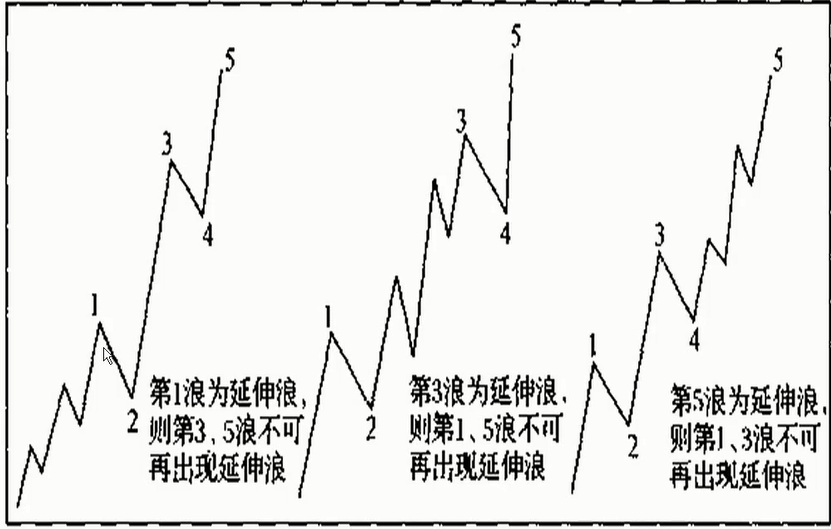 5
3
4
1
2
第1浪为延伸浪,
则第3、5浪不可
再出现延伸浪
5
3
4
1
2
第3浪为延伸浪,
则第1、5浪不可
再出现延伸浪
5
3
4
1
2
第5浪为延伸浪,
则第1、3浪不可
再出现延伸浪